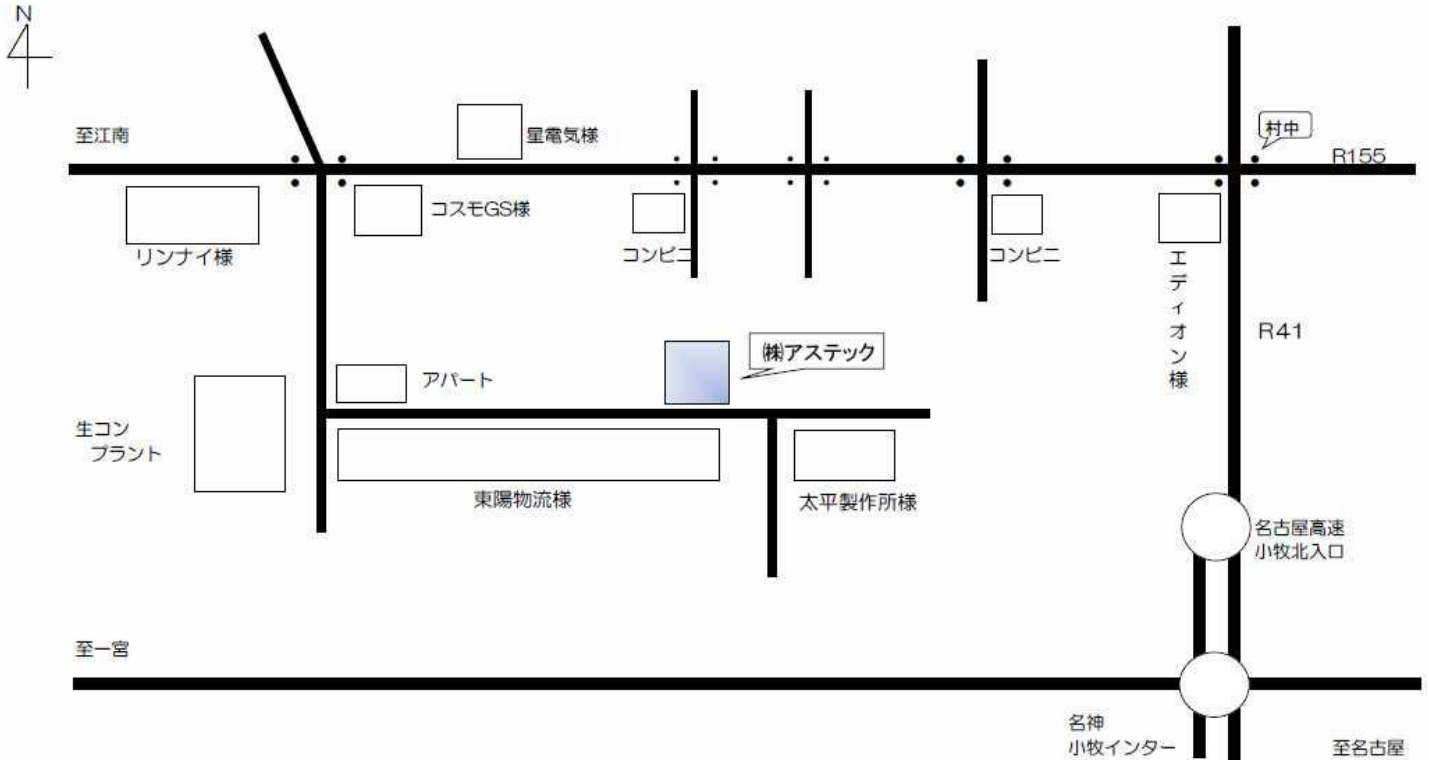 N
至江南
星電気様
村中
R155
コスモGS様
リンナイ様
コンビニ
コンビニ
エディオン様
R41
㈱アステック
アパート
生コン
プラント
東陽物流様
太平製作所様
名古屋高速
小牧北入口
至一宮
名神
小牧インター
至名古屋